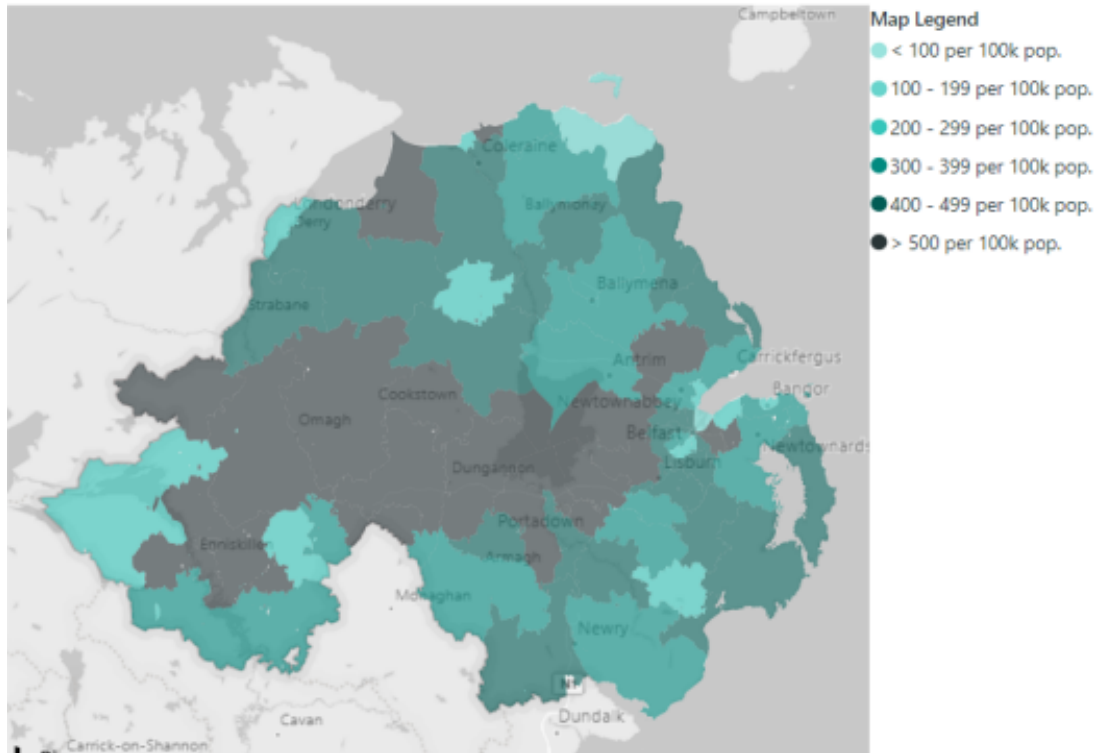 Campbeltown
Map Legend
< 100 per 100k pop.
100 - 199 per 100k pop.
200 - 299 per 100k pop.
300 - 399 per 100k pop.
400 - 499 per 100k pop.
> 500 per 100k pop.
Coleraine
Londonderry
Derry
Ballymoney
Ballymena
Strabane
Antrim
Carrickfergus
Cookstown
Bangor
Newtownabbey
Omagh
Belfast
Newtownards
Dungannon
Lisburn
Portadown
Enniskillen
Armagh
Monaghan
Newry
Dundalk
Cavan
Carrick-on-Shannon